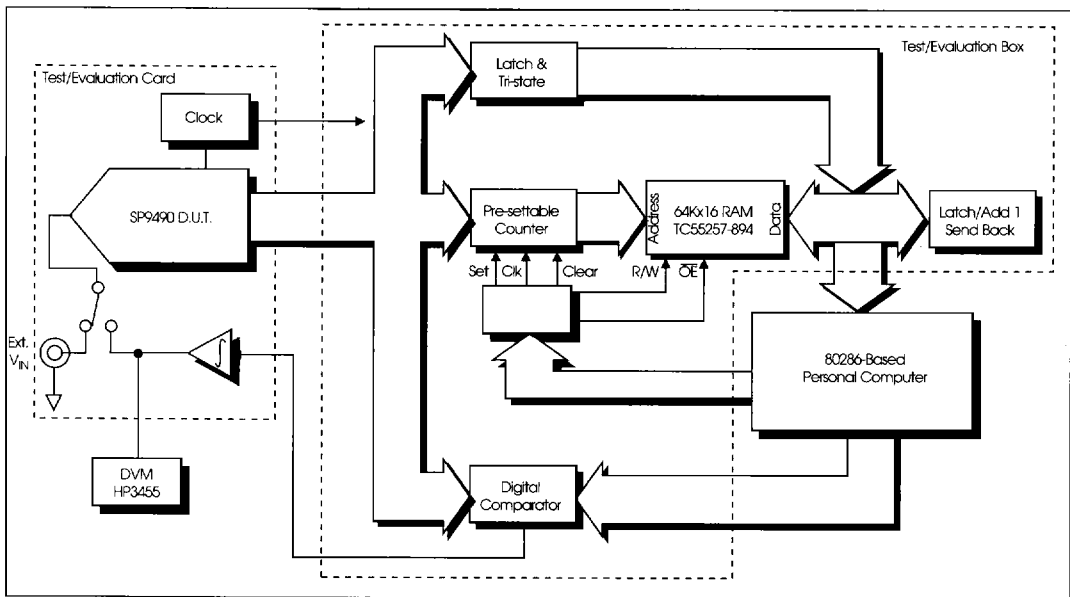 Test/Evaluation Card
Clock
SP9490 D.U.T.
Ext.
VIN
∫
DVM
HP3455
Test/Evaluation Box
Latch &
Tri-state
Pre-settable
Counter
Set Clk Clear
R/W OE
Address
64Kx16 RAM
TC55257-894
Data
Latch/Add 1
Send Back
80286-Based
Personal Computer
Digital
Comparator